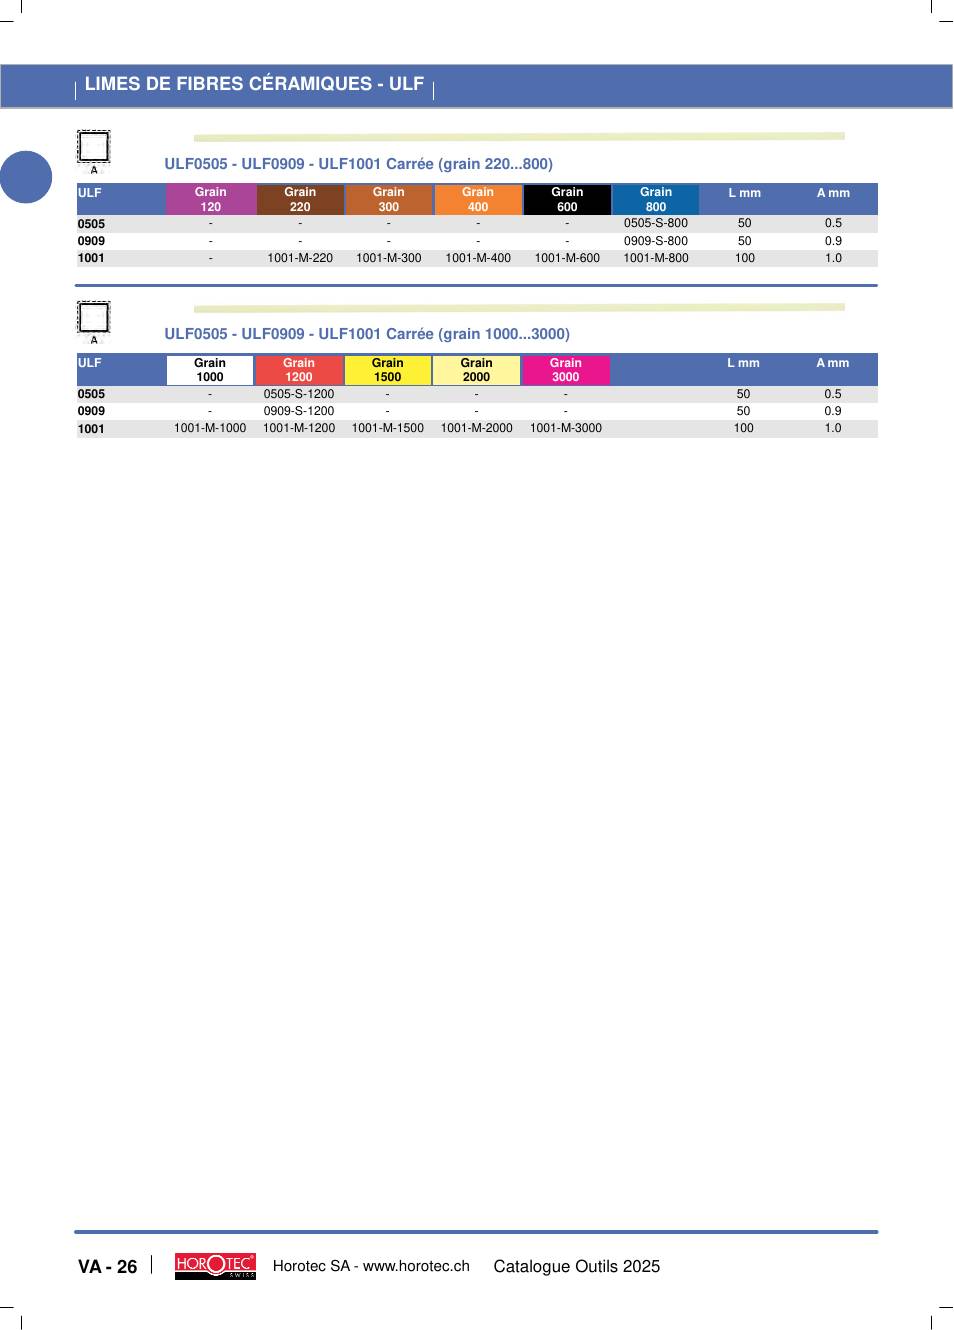 LIMES DE FIBRES CÉRAMIQUES - ULF
A
ULF0505 - ULF0909 - ULF1001 Carrée (grain 220...800)
ULF Grain 120 Grain 220 Grain 300 Grain 400 Grain 600 Grain 800 L mm A mm
0505 - - - - - 0505-S-800 50 0.5
0909 - - - - - 0909-S-800 50 0.9
1001 - 1001-M-220 1001-M-300 1001-M-400 1001-M-600 1001-M-800 100 1.0
A
ULF0505 - ULF0909 - ULF1001 Carrée (grain 1000...3000)
ULF Grain 1000 Grain 1200 Grain 1500 Grain 2000 Grain 3000 L mm A mm
0505 - 0505-S-1200 - - - 50 0.5
0909 - 0909-S-1200 - - - 50 0.9
1001 1001-M-1000 1001-M-1200 1001-M-1500 1001-M-2000 1001-M-3000 100 1.0
VA - 26 HOROTEC® SWISS Horotec SA - www.horotec.ch Catalogue Outils 2025